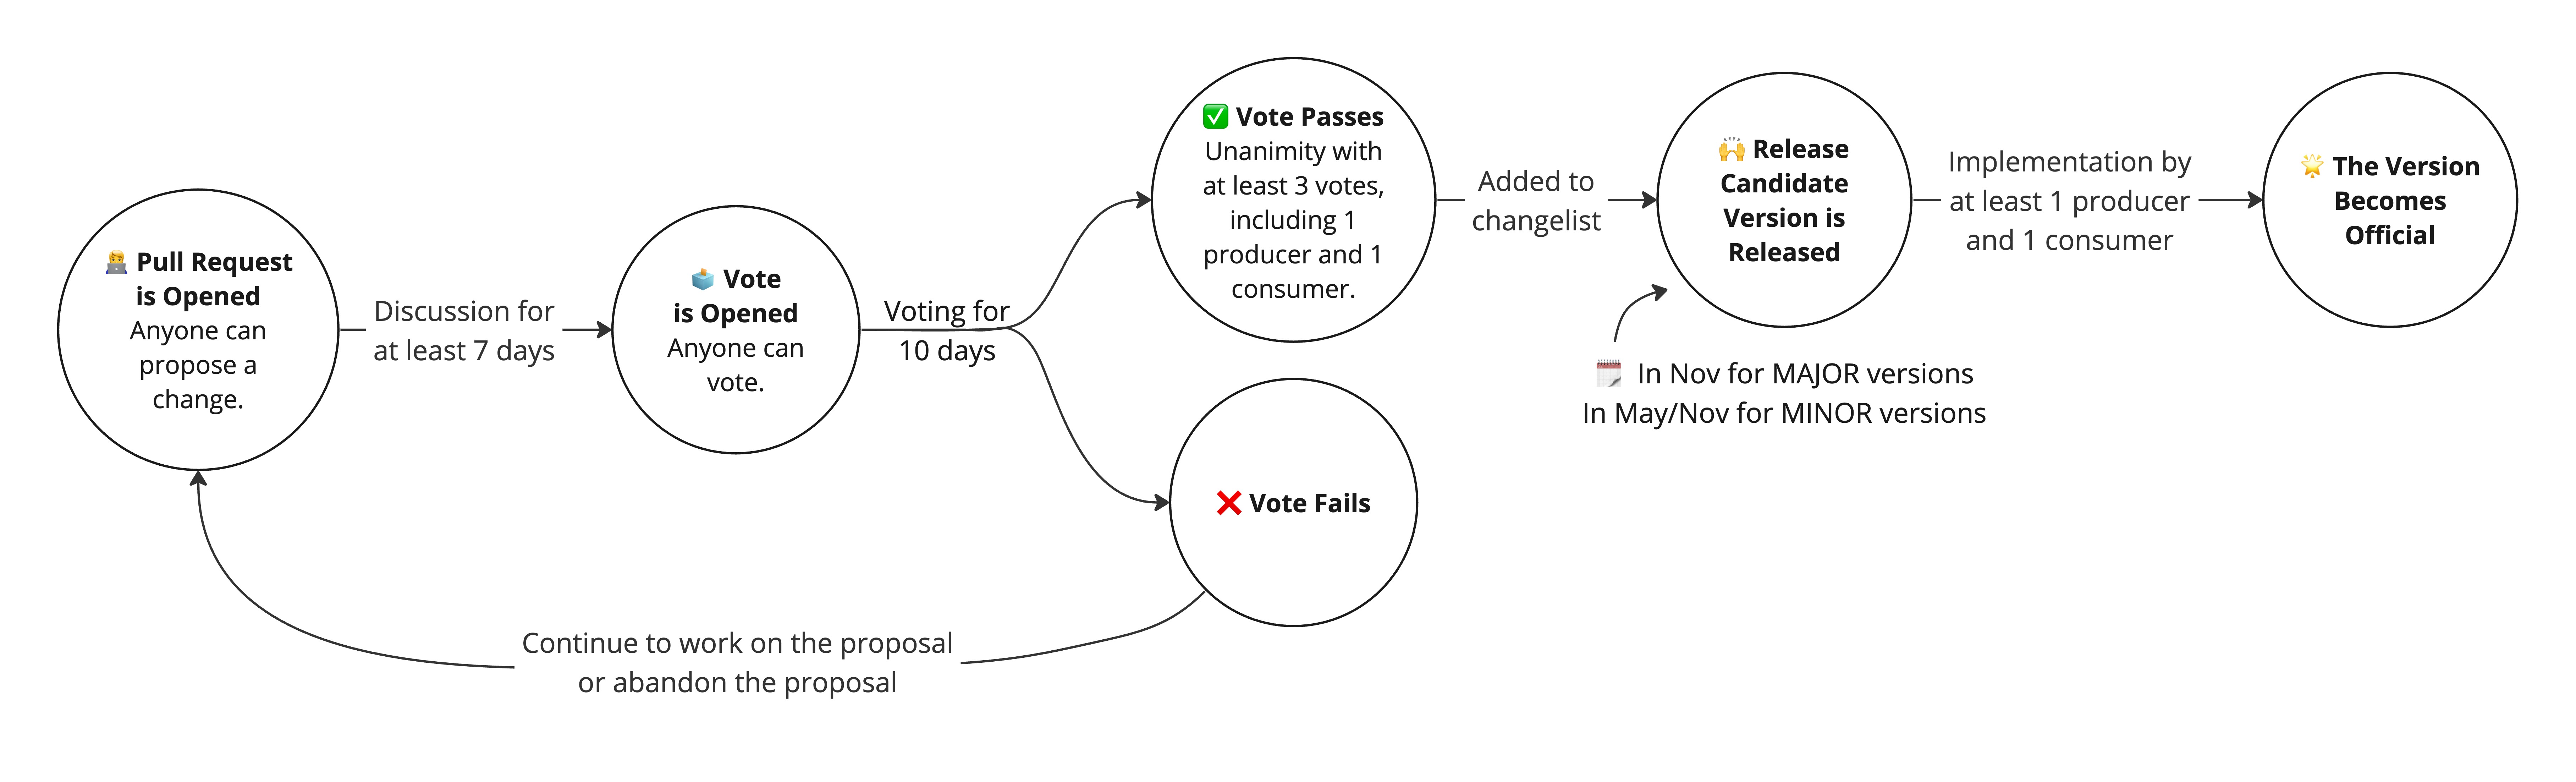 Pull Request
is Opened
Anyone can
propose a
change.
Discussion for
at least 7 days
Vote
is Opened
Anyone can
vote.
Voting for
10 days
Vote Passes
Unanimity with
at least 3 votes,
including 1
producer and 1
consumer.
Vote Fails
Continue to work on the proposal
or abandon the proposal
Added to
changelist
Release
Candidate
Version is
Released
In Nov for MAJOR versions
In May/Nov for MINOR versions
Implementation by
at least 1 producer
and 1 consumer
The Version
Becomes
Official